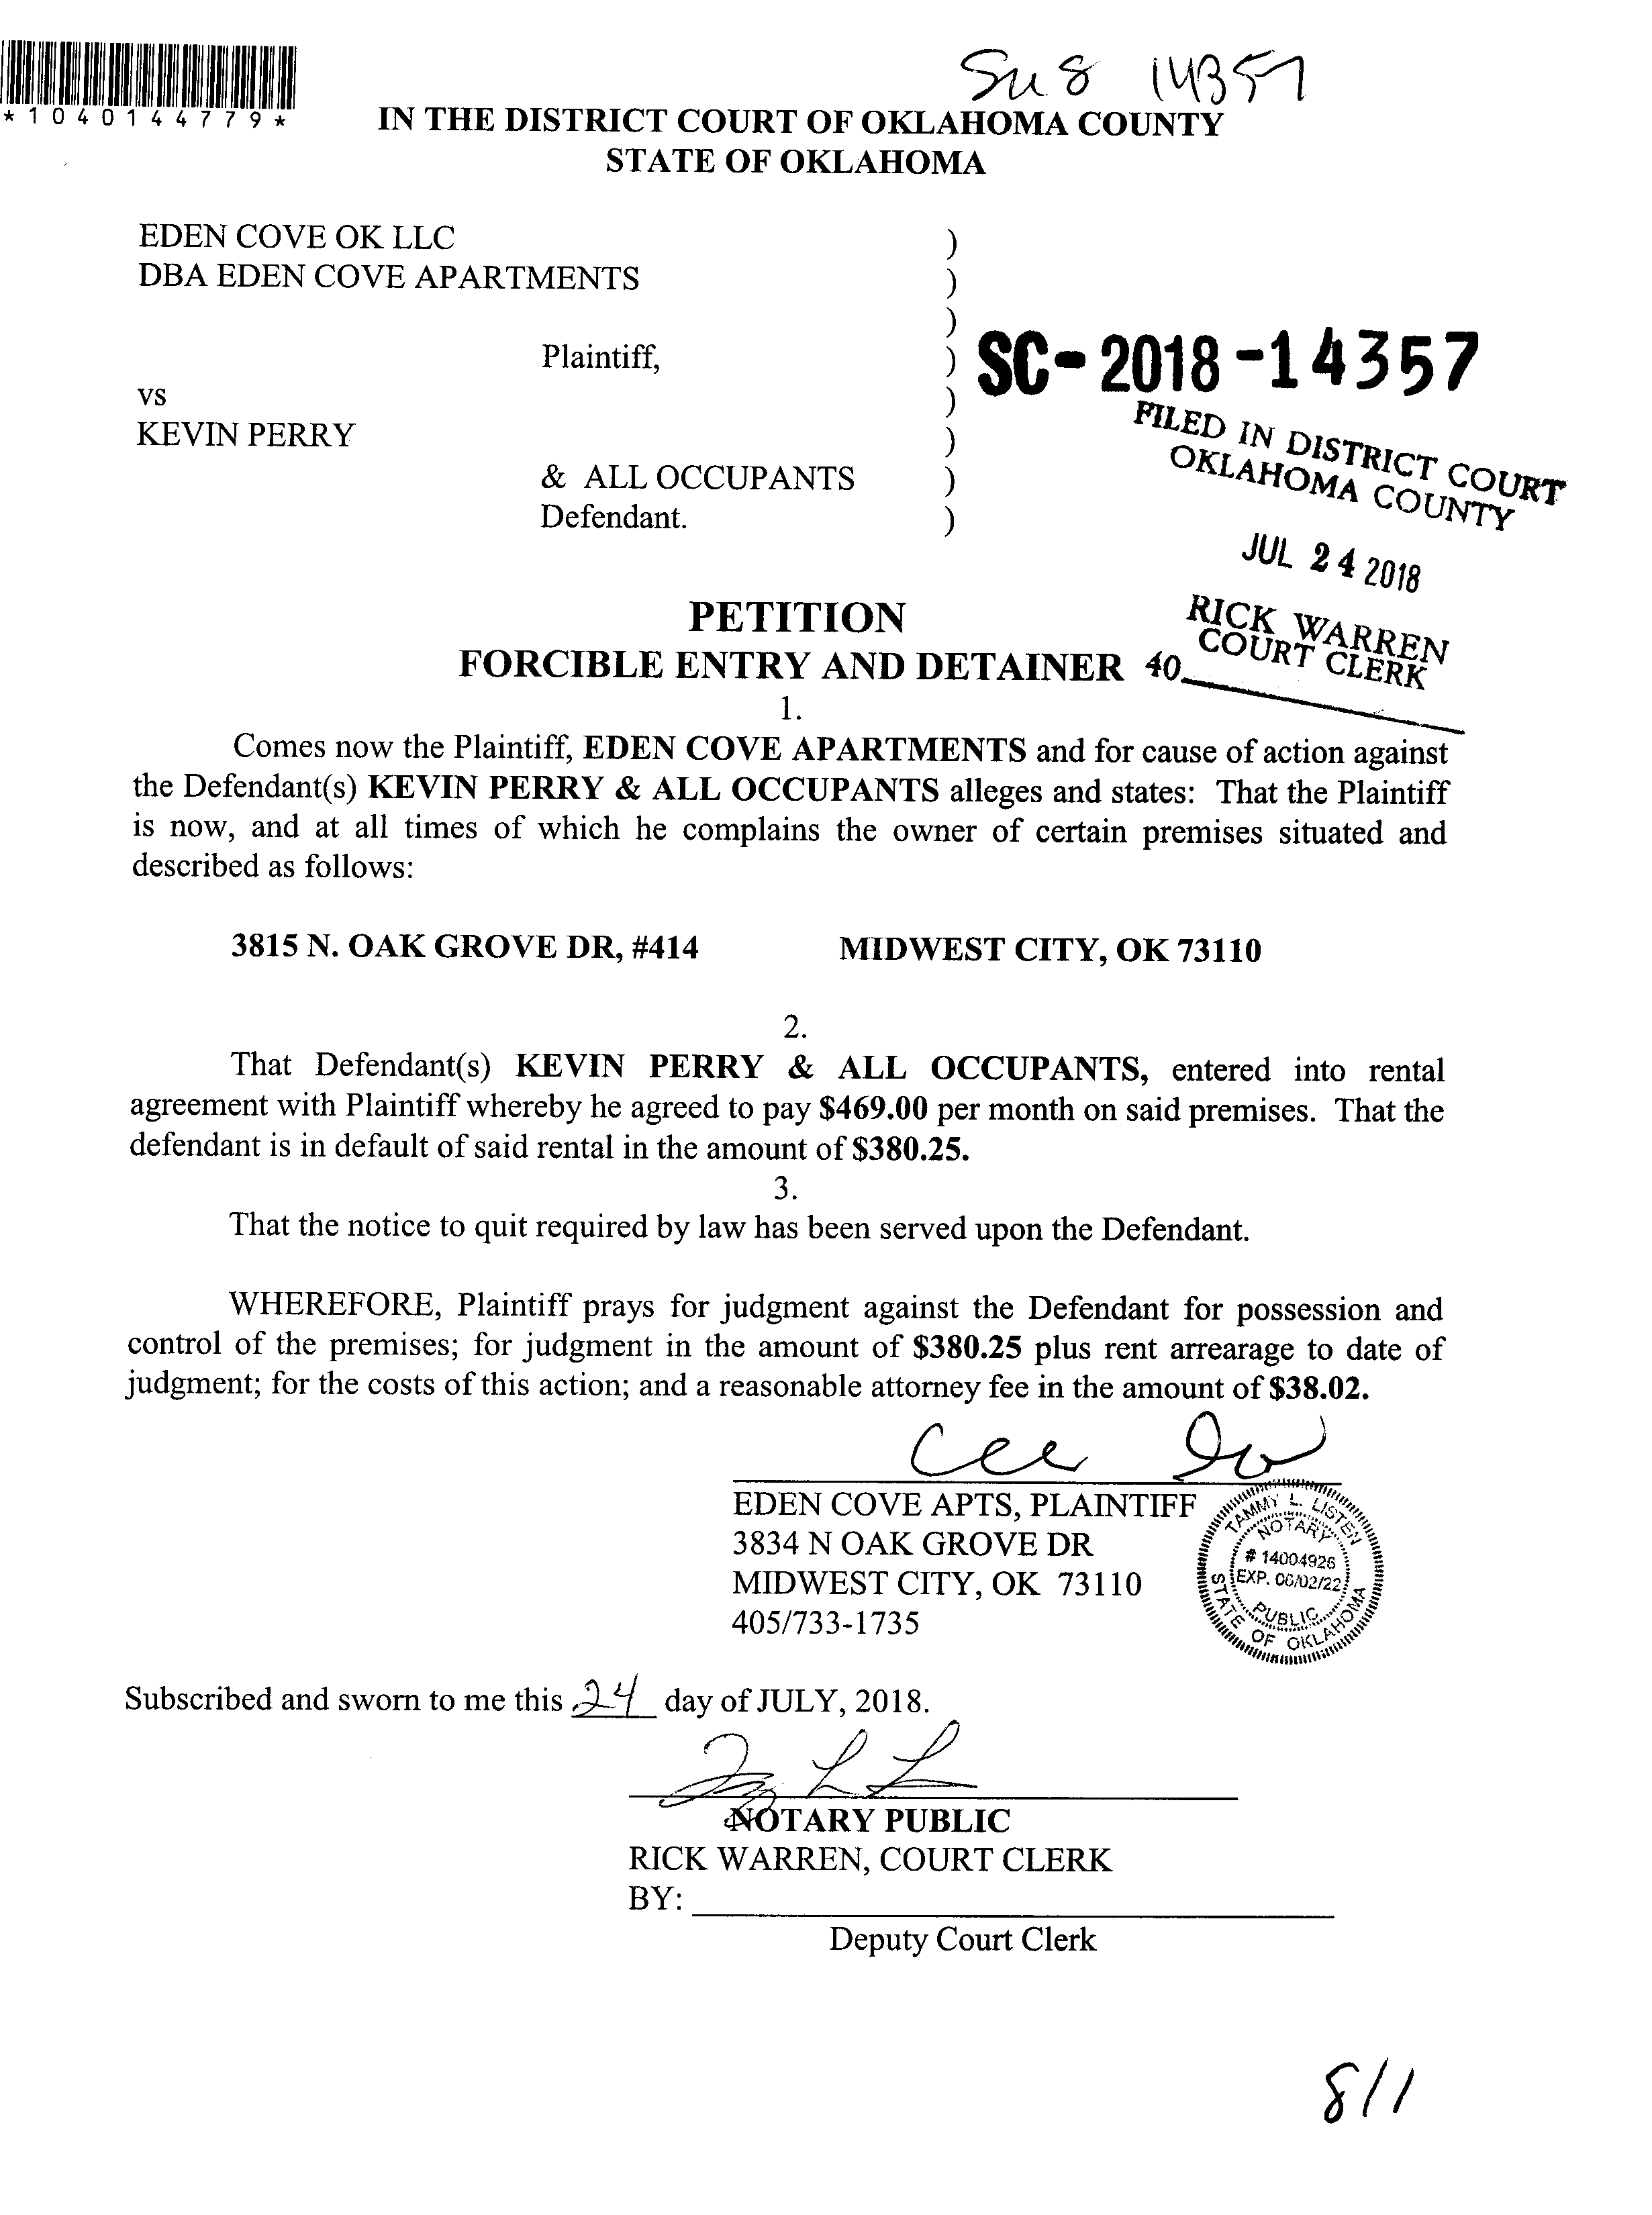 *1040144779*
14357
IN THE DISTRICT COURT OF OKLAHOMA COUNTY
STATE OF OKLAHOMA
EDEN COVE OK LLC )
DBA EDEN COVE APARTMENTS )
)
Plaintiff, )
vs )
KEVIN PERRY )
& ALL OCCUPANTS )
Defendant. )
SC-2018-14357
FILED IN DISTRICT COURT
OKLAHOMA COUNTY
JUL 24 2018
RICK WARREN
COURT CLERK
40
PETITION
FORCIBLE ENTRY AND DETAINER
1.
Comes now the Plaintiff, EDEN COVE APARTMENTS and for cause of action against
the Defendant(s) KEVIN PERRY & ALL OCCUPANTS alleges and states: That the Plaintiff
is now, and at all times of which he complains the owner of certain premises situated and
described as follows:
3815 N. OAK GROVE DR, #414 MIDWEST CITY, OK 73110
2.
That Defendant(s) KEVIN PERRY & ALL OCCUPANTS, entered into rental
agreement with Plaintiff whereby he agreed to pay $469.00 per month on said premises. That the
defendant is in default of said rental in the amount of $380.25.
3.
That the notice to quit required by law has been served upon the Defendant.
WHEREFORE, Plaintiff prays for judgment against the Defendant for possession and
control of the premises; for judgment in the amount of $380.25 plus rent arrearage to date of
judgment; for the costs of this action; and a reasonable attorney fee in the amount of $38.02.
EDEN COVE APTS, PLAINTIFF
3834 N OAK GROVE DR
MIDWEST CITY, OK 73110
405/733-1735
TAMMY L. LISTEN
NOTARY
# 14004926
EXP. 06/02/22
PUBLIC
STATE OF OKLAHOMA
Subscribed and sworn to me this 24 day of JULY, 2018.
NOTARY PUBLIC
RICK WARREN, COURT CLERK
BY:
Deputy Court Clerk
8/1